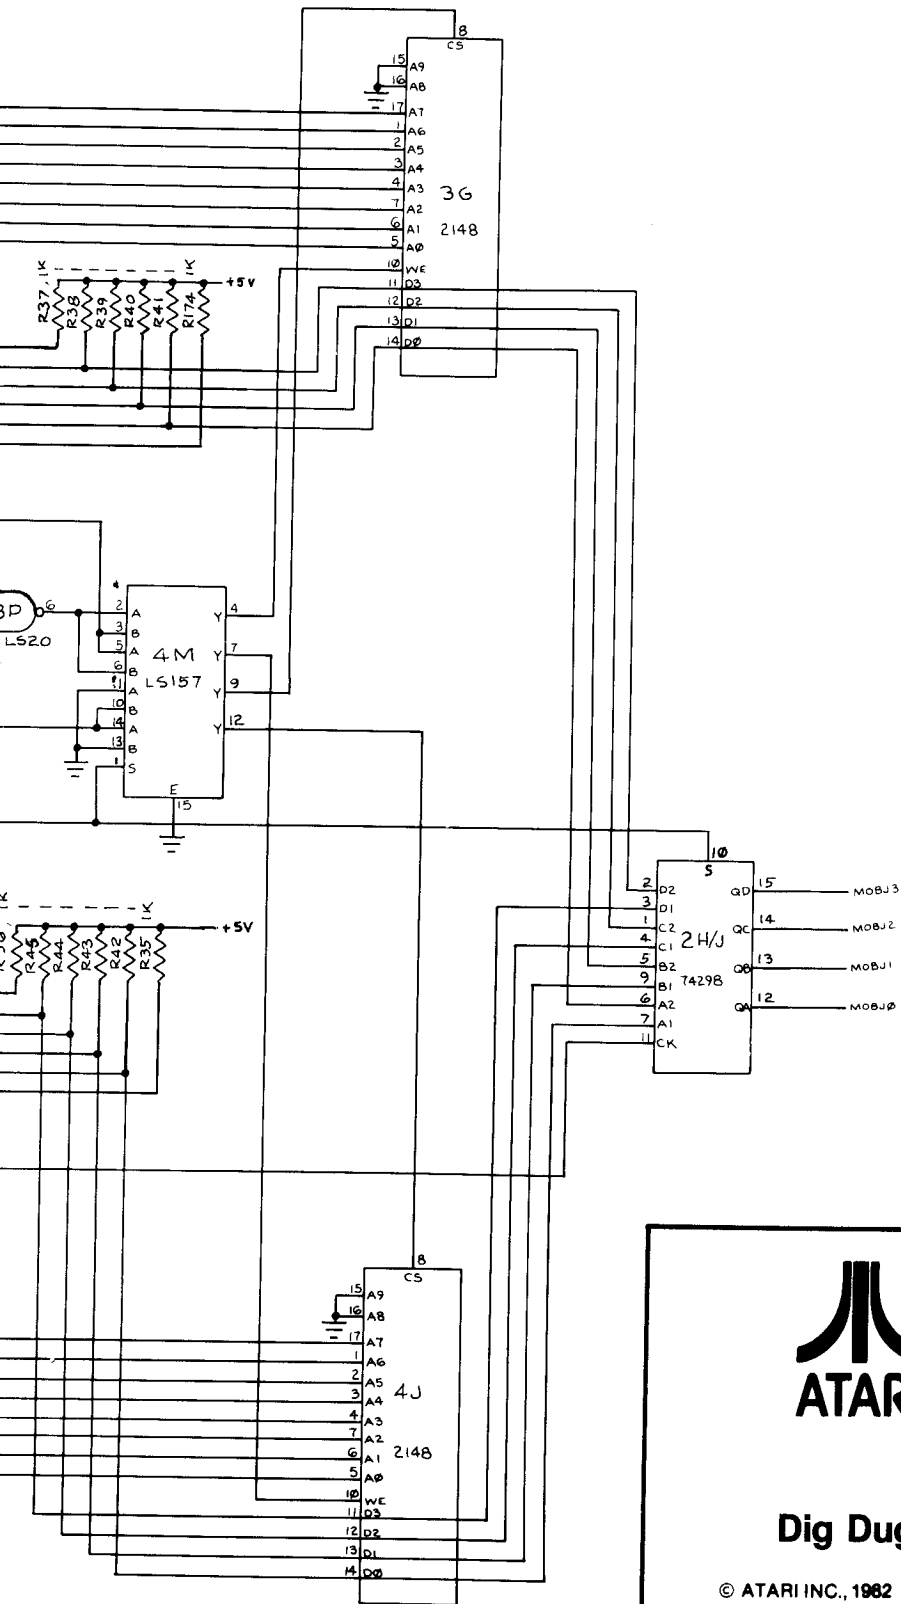 8
CS
15 A9
16 A8
17 A7
1 A6
2 A5
3 A4
4 A3
7 A2
6 A1
5 AØ
10 WE
11 D3
12 D2
13 D1
14 DØ
3G
2148
1K
1K
+5V
R37
R38
R39
R40
R41
R174
6
LS20
2 A
3 B
5 A
6 B
11 A
10 B
14 A
13 B
1 S
4M
LS157
Y 4
Y 7
Y 9
Y 12
E
15
10
S
2 D2
3 D1
1 C2
4 C1
5 B2
9 B1
6 A2
7 A1
11 CK
2H/J
74298
QD 15 MOBJ3
QC 14 MOBJ2
QB 13 MOBJ1
QA 12 MOBJØ
1K
+5V
R45
R44
R43
R42
R35
8
CS
15 A9
16 A8
17 A7
1 A6
2 A5
3 A4
4 A3
7 A2
6 A1
5 AØ
10 WE
11 D3
12 D2
13 D1
14 DØ
4J
2148
ATAR
Dig Dug
© ATARI INC., 1982